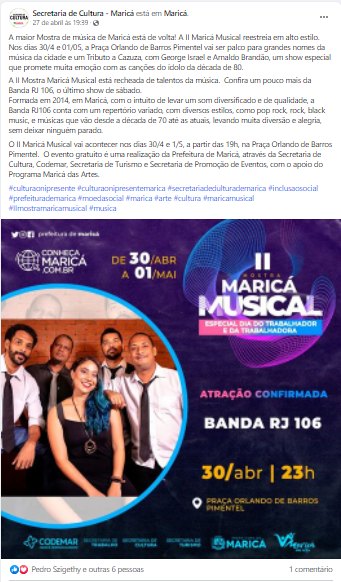 Secretaria de Cultura - Maricá está em Maricá.
27 de abril às 19:39
A maior Mostra de música de Maricá está de volta! A II Maricá Musical reestreia em alto estilo.
Nos dias 30/4 e 01/05, a Praça Orlando de Barros Pimentel vai ser palco para grandes nomes da
música da cidade e um Tributo a Cazuza, com George Israel e Arnaldo Brandão, um show especial
que promete muita emoção com as canções do ídolo da década de 80.
A II Mostra Maricá Musical está recheada de talentos da música. Confira um pouco mais da
Banda RJ 106, o último show de sábado.
Formada em 2014, em Maricá, com o intuito de levar um som diversificado e de qualidade, a
Banda RJ106 conta com um repertório variado, com diversos estilos, como pop rock, rock, black
music, e músicas que vão desde a década de 70 até as atuais, levando muita diversão e alegria,
sem deixar ninguém parado.
O II Maricá Musical vai acontecer nos dias 30/4 e 1/5, a partir das 19h, na Praça Orlando de Barros
Pimentel. O evento gratuito é uma realização da Prefeitura de Maricá, através da Secretaria de
Cultura, Codemar, Secretaria de Turismo e Secretaria de Promoção de Eventos, com o apoio do
Programa Maricá das Artes.
#culturaonipresente #culturaonipresentemarica #secretariadeculturademarica #inclusaosocial
#prefeiturademarica #moedasocial #marica #arte #cultura #maricamusical
#IImostramaricamusical #musica
prefeitura de maricá
CONHEÇA
MARICÁ
.COM.BR
DE 30/ABR
A 01/MAI
II
MOSTRA
MARICÁ
MUSICAL
ESPECIAL DIA DO TRABALHADOR
E DA TRABALHADORA
ATRAÇÃO CONFIRMADA
BANDA RJ 106
30/abr | 23h
PRAÇA ORLANDO DE BARROS
PIMENTEL
CODEMAR
SECRETARIA DE
TRABALHO
SECRETARIA DE
CULTURA
SECRETARIA DE
TURISMO
MARICÁ
Pedro Szigethy e outras 6 pessoas
1 comentário